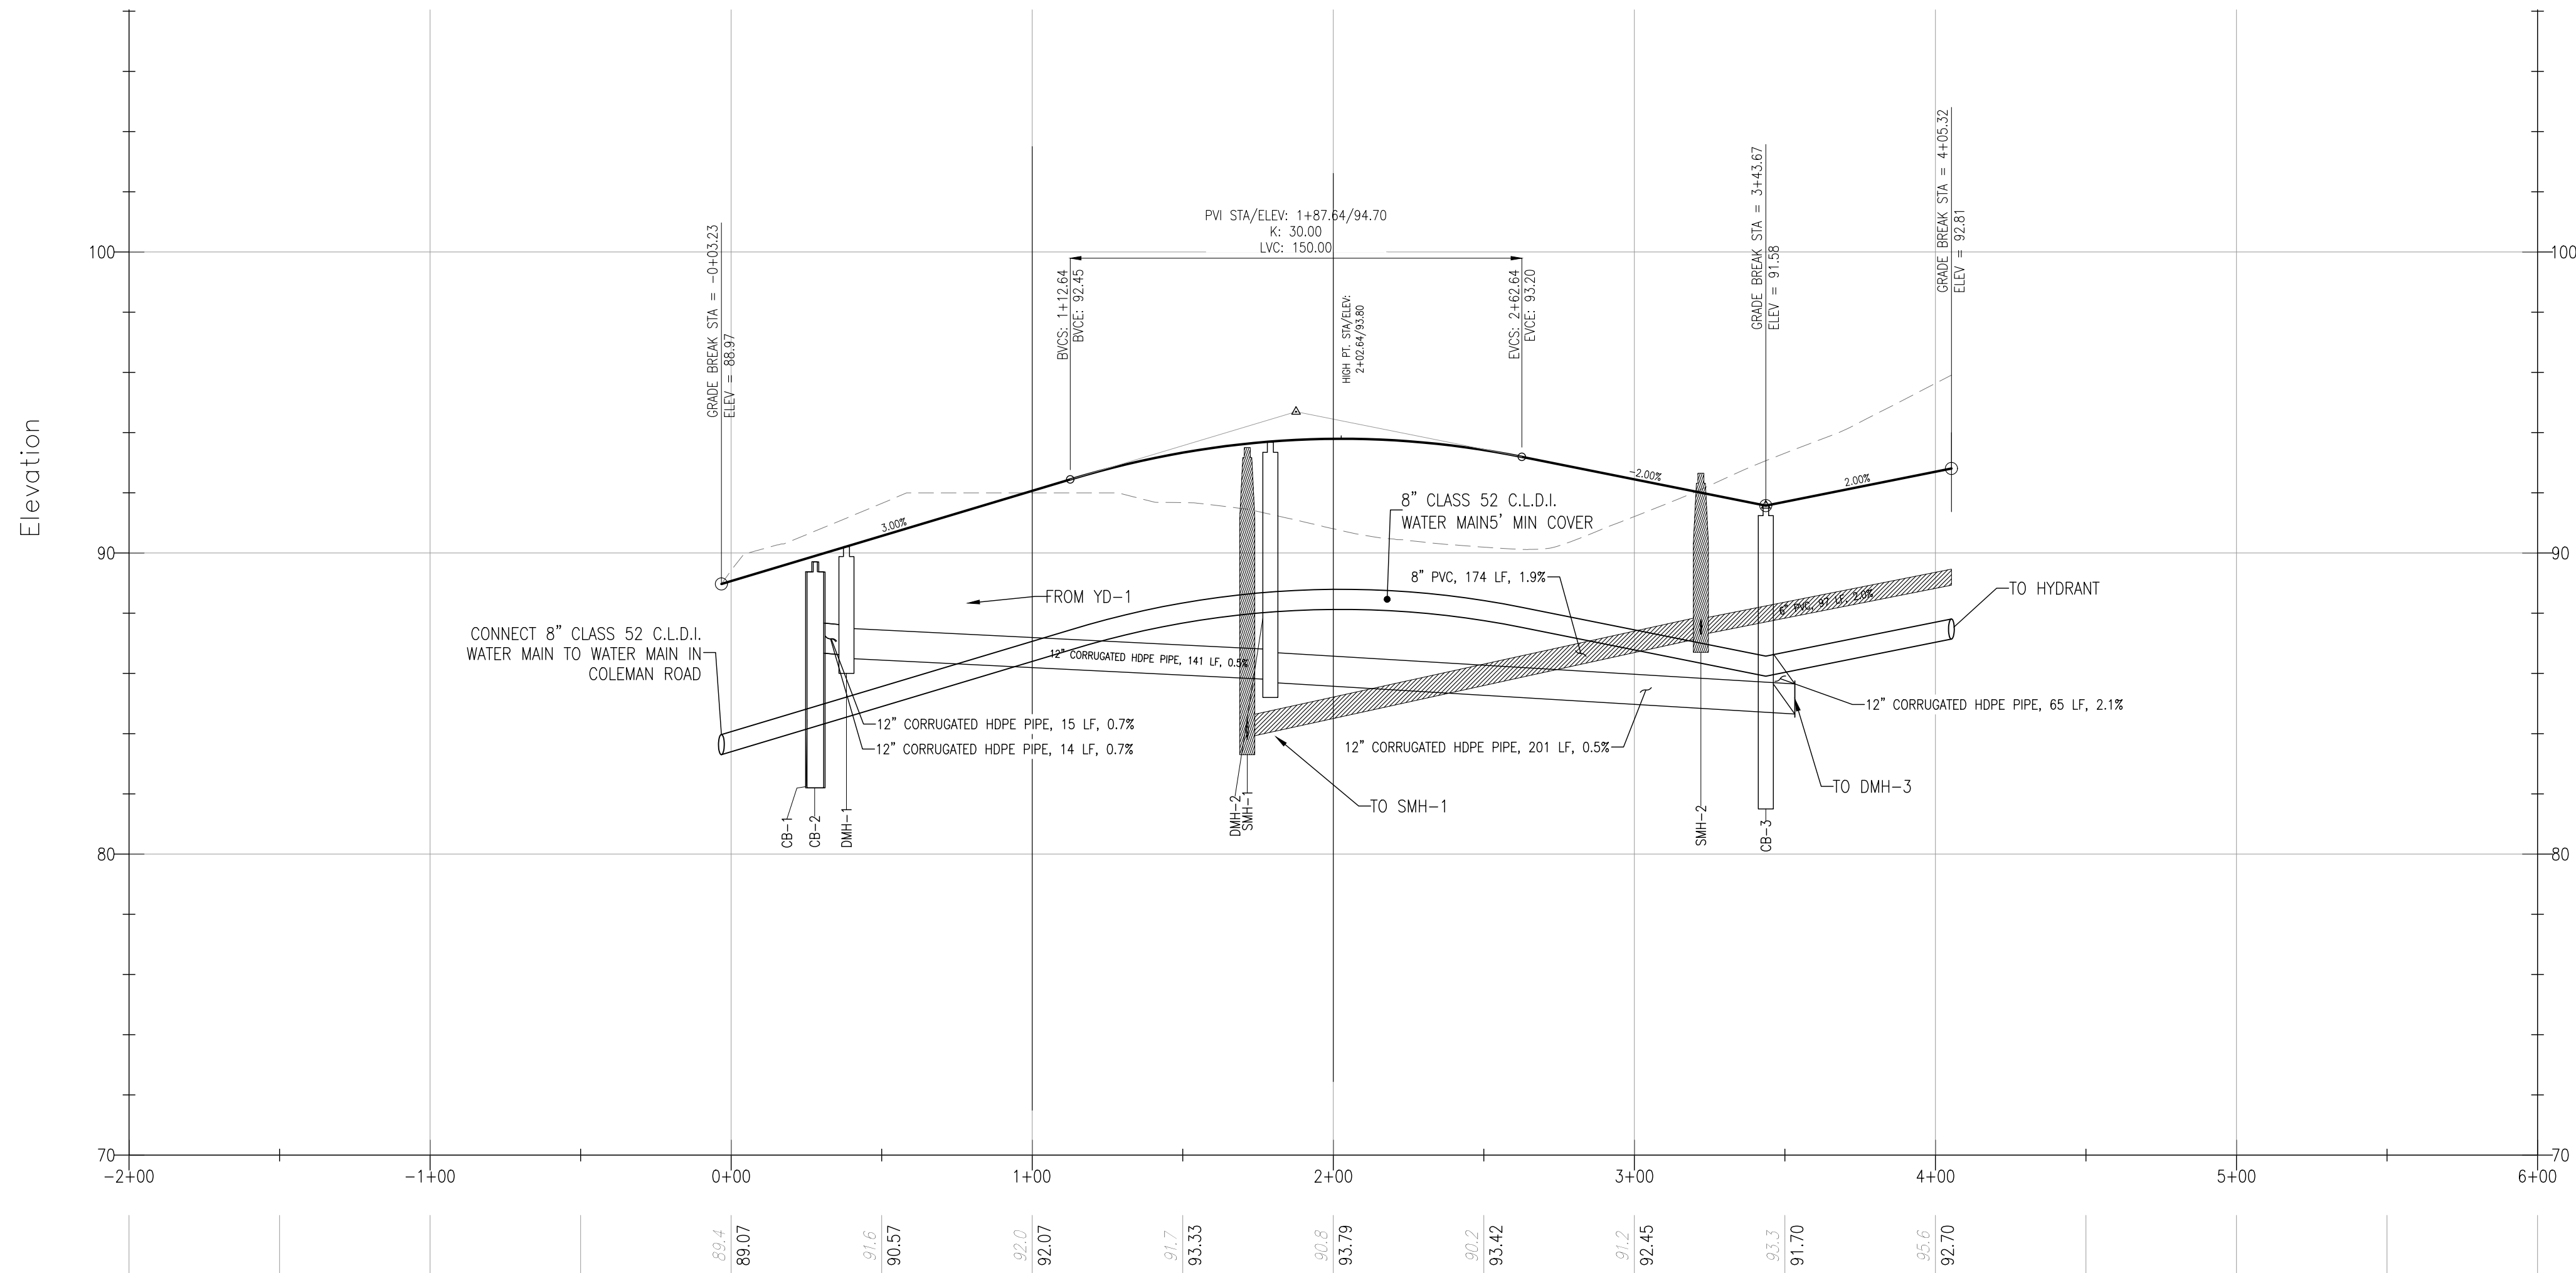 Elevation
100
90
80
70
100
90
80
70
GRADE BREAK STA = -0+03.23
ELEV = 88.97
BVCS: 1+12.64
BVCE: 92.45
PVI STA/ELEV: 1+87.64/94.70
K: 30.00
LVC: 150.00
HIGH PT. STA/ELEV:
2+02.64/93.80
EVCS: 2+62.64
EVCE: 93.20
GRADE BREAK STA = 3+43.67
ELEV = 91.58
GRADE BREAK STA = 4+05.32
ELEV = 92.81
3.00%
-2.00%
2.00%
8" CLASS 52 C.L.D.I.
WATER MAIN5' MIN COVER
8" PVC, 174 LF, 1.9%
FROM YD-1
TO HYDRANT
6" PVC, 97 LF, 2.0%
CONNECT 8" CLASS 52 C.L.D.I.
WATER MAIN TO WATER MAIN IN
COLEMAN ROAD
12" CORRUGATED HDPE PIPE, 141 LF, 0.5%
12" CORRUGATED HDPE PIPE, 15 LF, 0.7%
12" CORRUGATED HDPE PIPE, 14 LF, 0.7%
12" CORRUGATED HDPE PIPE, 201 LF, 0.5%
12" CORRUGATED HDPE PIPE, 65 LF, 2.1%
TO DMH-3
TO SMH-1
CB-1
CB-2
DMH-1
DMH-2
SMH-1
SMH-2
CB-3
-2+00
-1+00
0+00
1+00
2+00
3+00
4+00
5+00
6+00
89.4
89.07
91.6
90.57
92.0
92.07
91.7
93.33
90.8
93.79
90.2
93.42
91.2
92.45
93.3
91.70
95.6
92.70